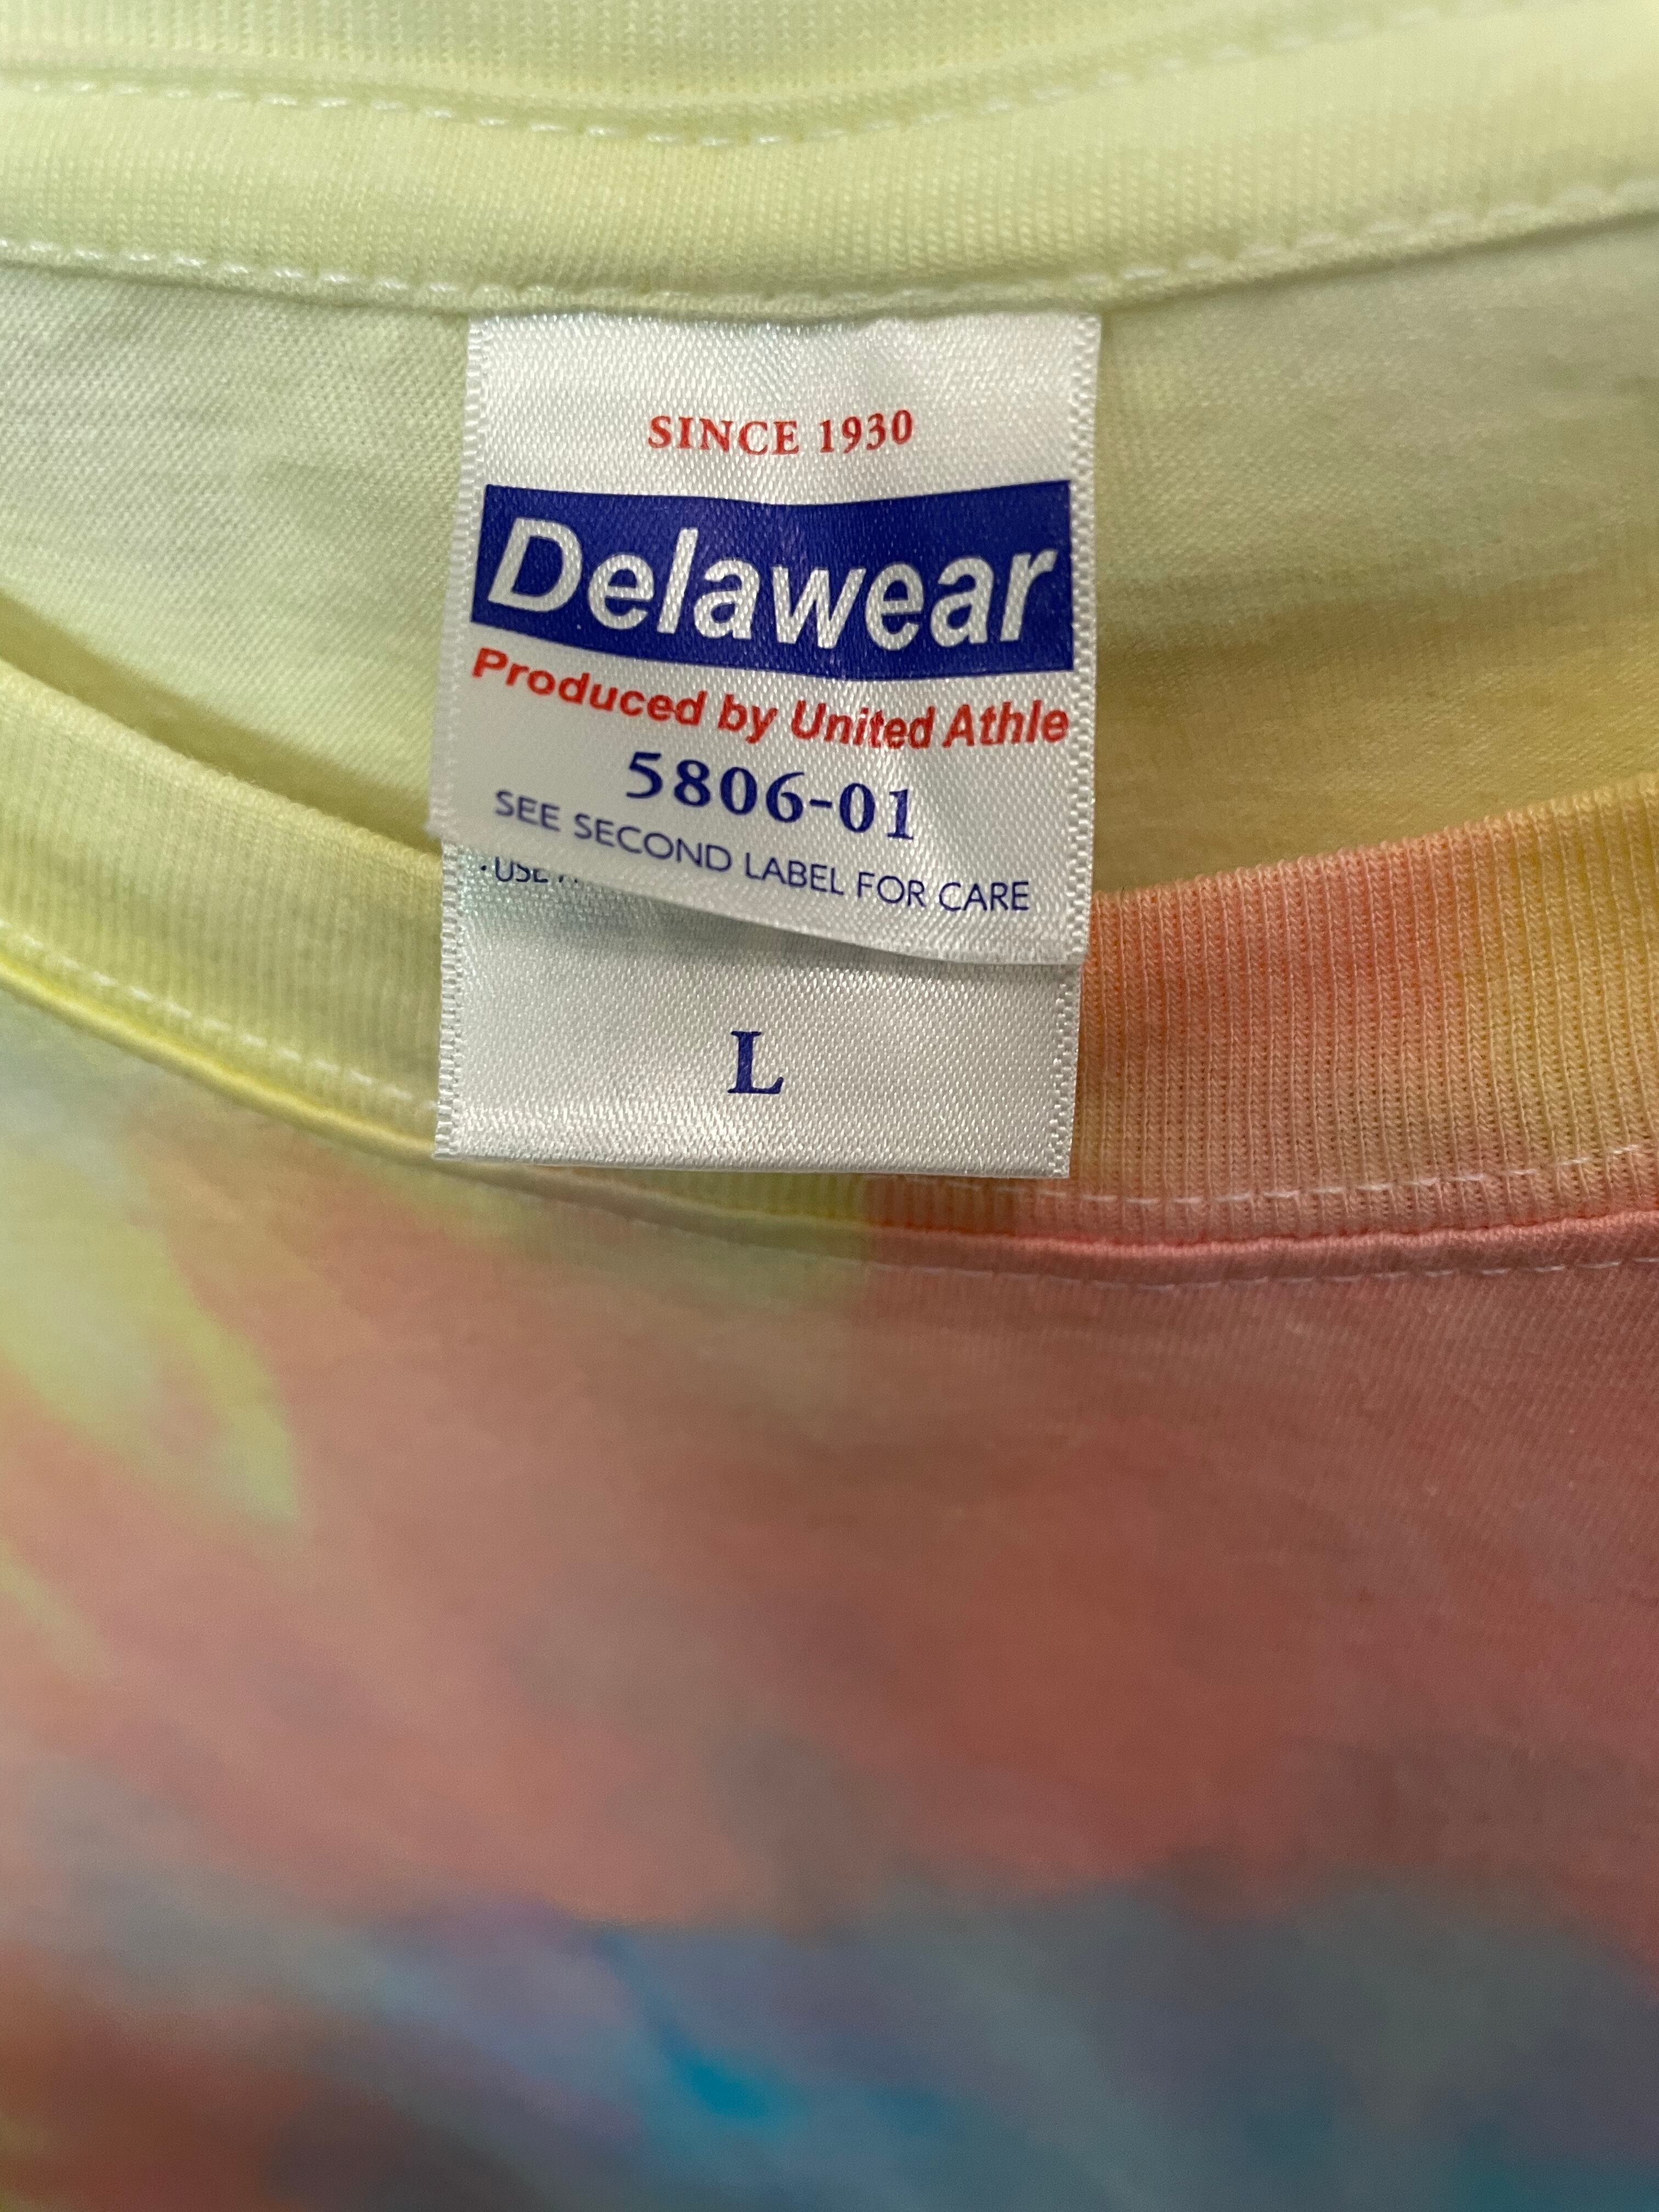 SINCE 1930
Delawear
Produced by United Athle
5806-01
SEE SECOND LABEL FOR CARE
L